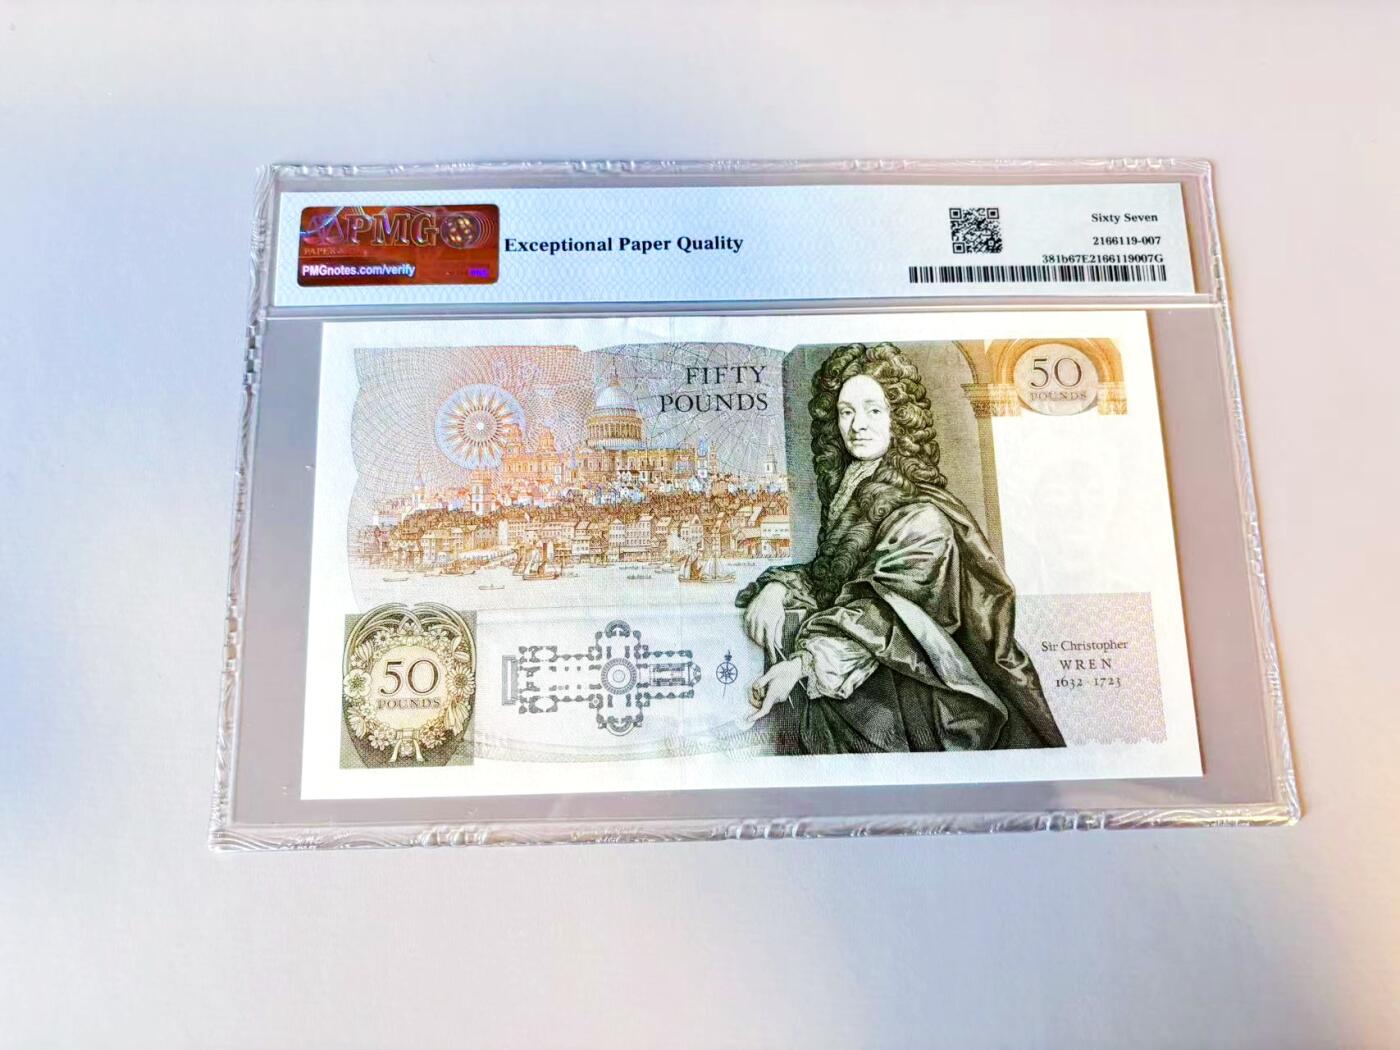 PMG
PAPER
PMGnotes.com/verify
Exceptional Paper Quality
Sixty Seven
2166119-007
381b67E2166119007G
FIFTY
POUNDS
50
POUNDS
50
POUNDS
Sir Christopher
WREN
1632 1723